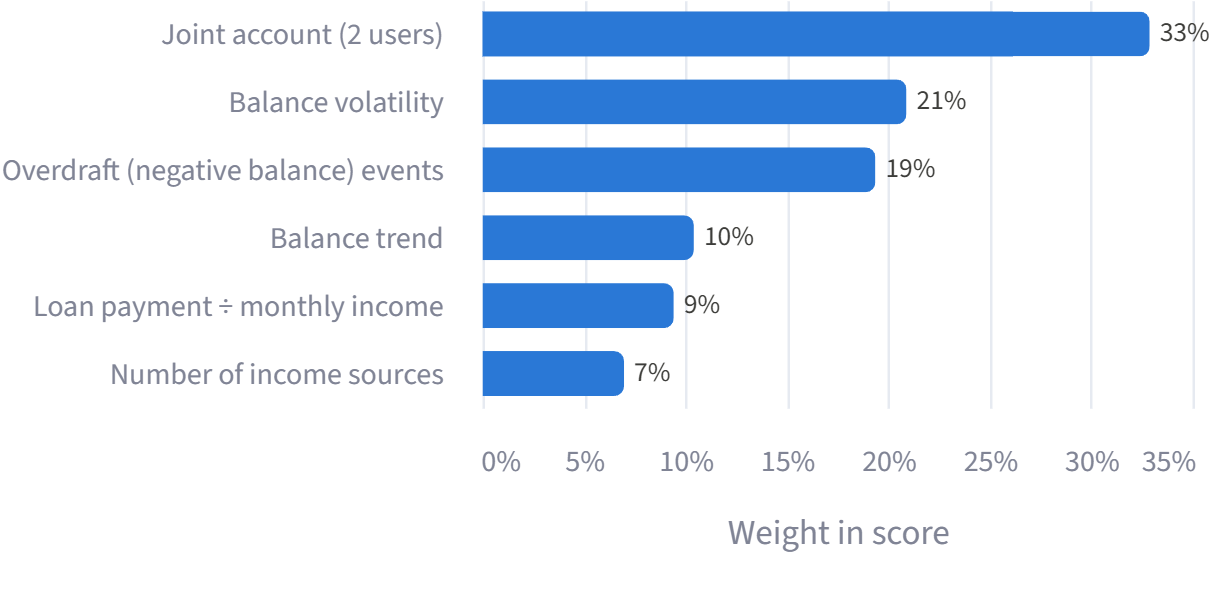 Joint account (2 users) 33%
Balance volatility 21%
Overdraft (negative balance) events 19%
Balance trend 10%
Loan payment ÷ monthly income 9%
Number of income sources 7%
0% 5% 10% 15% 20% 25% 30% 35%
Weight in score